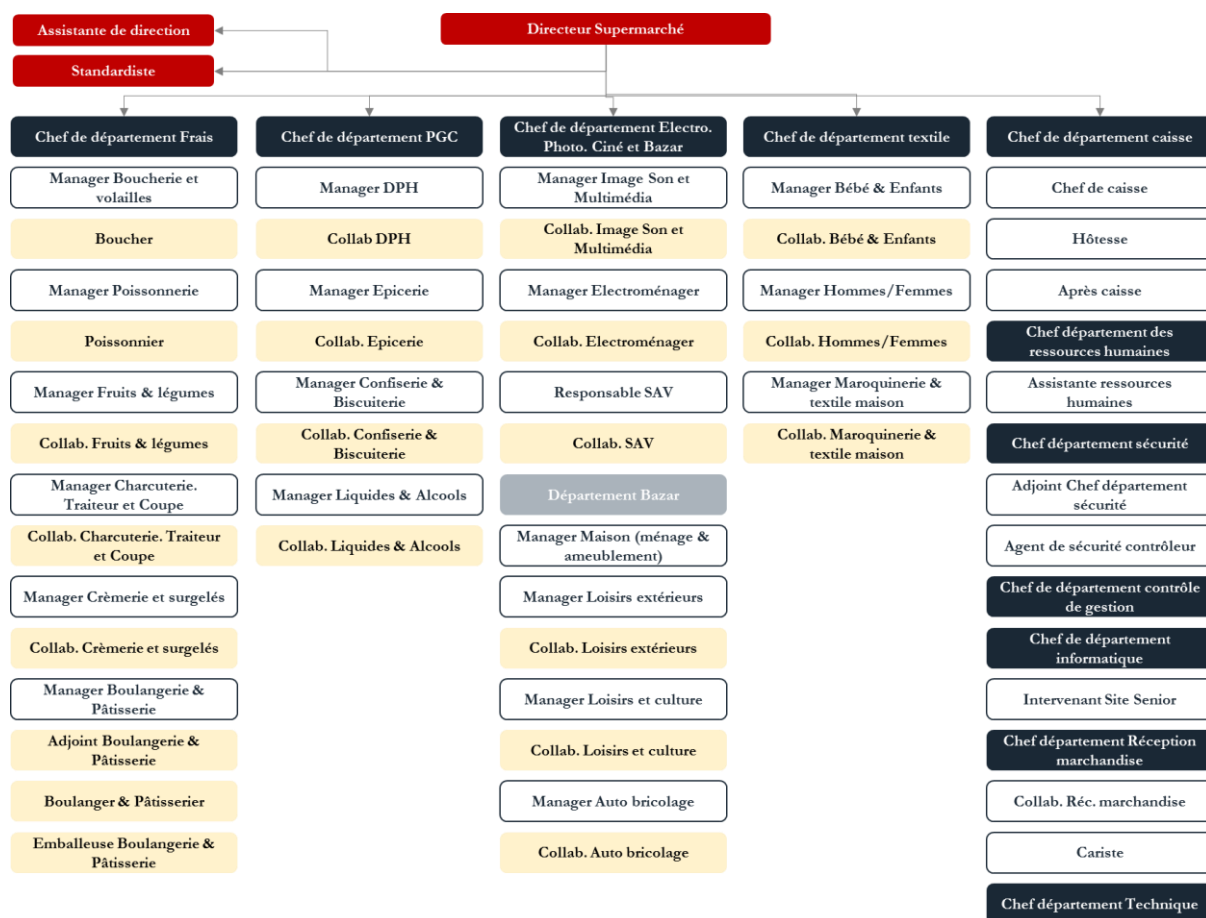 Assistante de direction
Directeur Supermarché
Standardiste
Chef de département Frais
Manager Boucherie et
volailles
Boucher
Manager Poissonnerie
Poissonnier
Manager Fruits & légumes
Collab. Fruits & légumes
Manager Charcuterie.
Traiteur et Coupe
Collab. Charcuterie. Traiteur
et Coupe
Manager Crèmerie et surgelés
Collab. Crèmerie et surgelés
Manager Boulangerie &
Pâtisserie
Adjoint Boulangerie &
Pâtisserie
Boulanger & Pâtisserier
Emballeuse Boulangerie &
Pâtisserie
Chef de département PGC
Manager DPH
Collab DPH
Manager Epicerie
Collab. Epicerie
Manager Confiserie &
Biscuiterie
Collab. Confiserie &
Biscuiterie
Manager Liquides & Alcools
Collab. Liquides & Alcools
Chef de département Electro.
Photo. Ciné et Bazar
Manager Image Son et
Multimédia
Collab. Image Son et
Multimédia
Manager Electroménager
Collab. Electroménager
Responsable SAV
Collab. SAV
Département Bazar
Manager Maison (ménage &
ameublement)
Manager Loisirs extérieurs
Collab. Loisirs extérieurs
Manager Loisirs et culture
Collab. Loisirs et culture
Manager Auto bricolage
Collab. Auto bricolage
Chef de département textile
Manager Bébé & Enfants
Collab. Bébé & Enfants
Manager Hommes/Femmes
Collab. Hommes/Femmes
Manager Maroquinerie &
textile maison
Collab. Maroquinerie &
textile maison
Chef de département caisse
Chef de caisse
Hôtesse
Après caisse
Chef département des
ressources humaines
Assistante ressources
humaines
Chef département sécurité
Adjoint Chef département
sécurité
Agent de sécurité contrôleur
Chef de département contrôle
de gestion
Chef de département
informatique
Intervenant Site Senior
Chef département Réception
marchandise
Collab. Réc. marchandise
Cariste
Chef département Technique